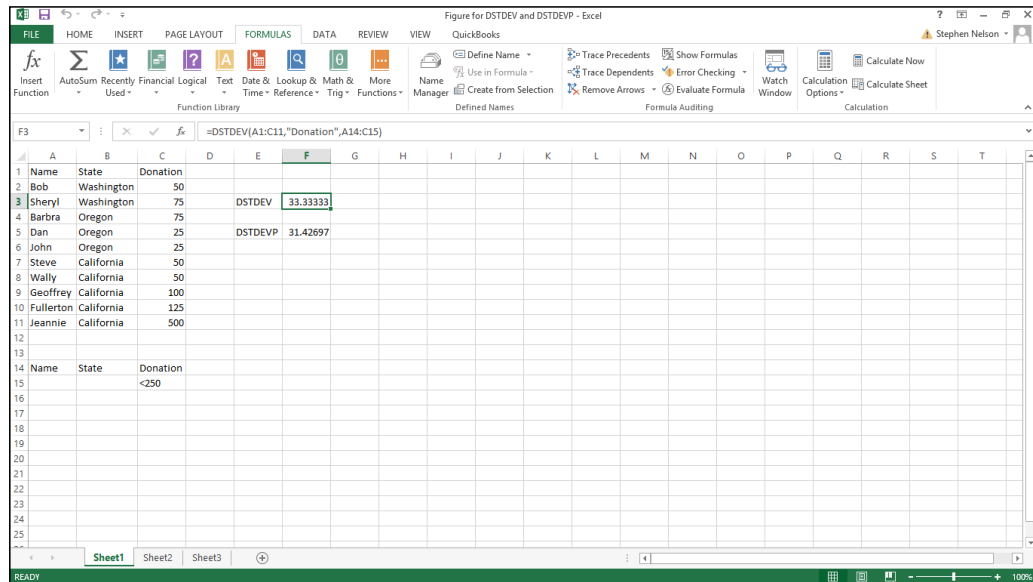 Figure for DSTDEV and DSTDEVP - Excel
FILE HOME INSERT PAGE LAYOUT FORMULAS DATA REVIEW VIEW QuickBooks
Stephen Nelson
Insert Function
AutoSum
Recently Used
Financial
Logical
Text
Date & Time
Lookup & Reference
Math & Trig
More Functions
Function Library
Name Manager
Define Name
Use in Formula
Create from Selection
Defined Names
Trace Precedents
Trace Dependents
Remove Arrows
Show Formulas
Error Checking
Evaluate Formula
Watch Window
Formula Auditing
Calculation Options
Calculate Now
Calculate Sheet
Calculation
F3 fx =DSTDEV(A1:C11,"Donation",A14:C15)
A B C D E F G H I J K L M N O P Q R S T
1 Name State Donation
2 Bob Washington 50
3 Sheryl Washington 75 DSTDEV 33.33333
4 Barbra Oregon 75
5 Dan Oregon 25 DSTDEVP 31.42697
6 John Oregon 25
7 Steve California 50
8 Wally California 50
9 Geoffrey California 100
10 Fullerton California 125
11 Jeannie California 500
12
13
14 Name State Donation
15 <250
16
17
18
19
20
21
22
23
24
25
Sheet1 Sheet2 Sheet3
READY 100%